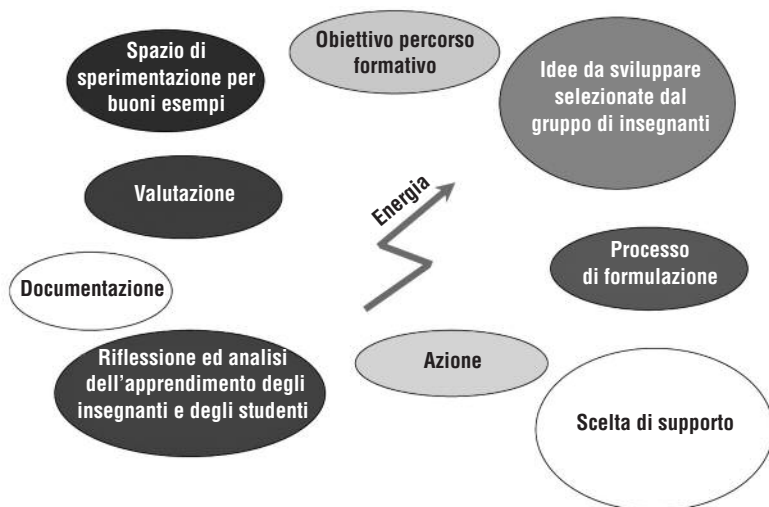 Spazio di
sperimentazione per
buoni esempi
Obiettivo percorso
formativo
Idee da sviluppare
selezionate dal
gruppo di insegnanti
Valutazione
Energia
Processo
di formulazione
Documentazione
Riflessione ed analisi
dell'apprendimento degli
insegnanti e degli studenti
Azione
Scelta di supporto